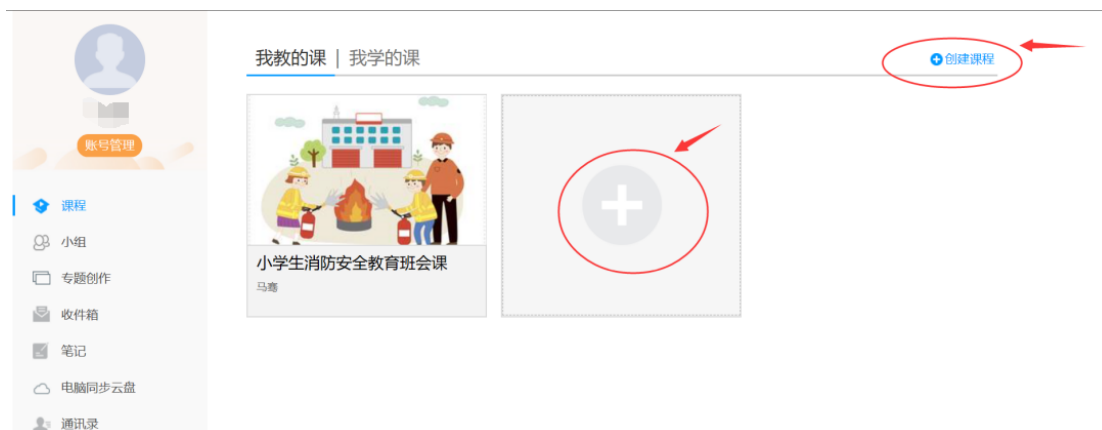 账号管理
课程
小组
专题创作
收件箱
笔记
电脑同步云盘
通讯录
我教的课 | 我学的课
创建课程
小学生消防安全教育班会课
马骞